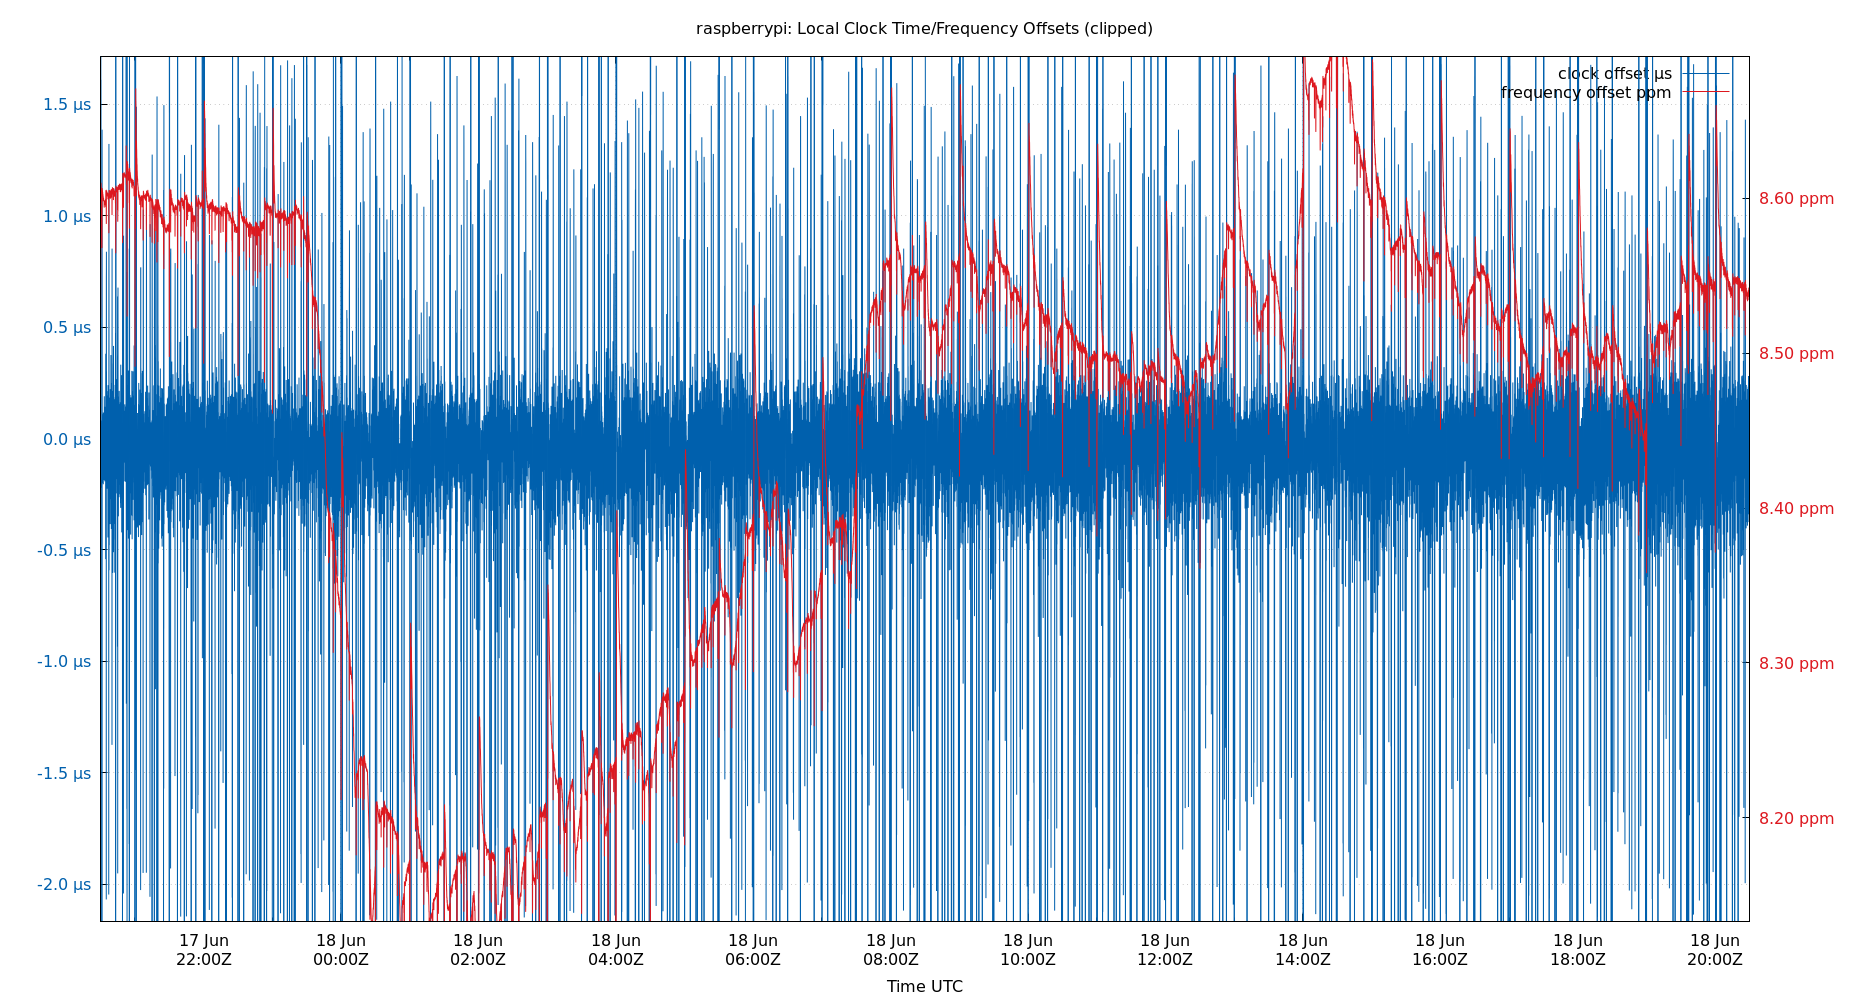 raspberrypi: Local Clock Time/Frequency Offsets (clipped)
clock offset µs
frequency offset ppm
1.5 µs
1.0 µs
0.5 µs
0.0 µs
-0.5 µs
-1.0 µs
-1.5 µs
-2.0 µs
8.60 ppm
8.50 ppm
8.40 ppm
8.30 ppm
8.20 ppm
17 Jun
22:00Z
18 Jun
00:00Z
18 Jun
02:00Z
18 Jun
04:00Z
18 Jun
06:00Z
18 Jun
08:00Z
18 Jun
10:00Z
18 Jun
12:00Z
18 Jun
14:00Z
18 Jun
16:00Z
18 Jun
18:00Z
18 Jun
20:00Z
Time UTC